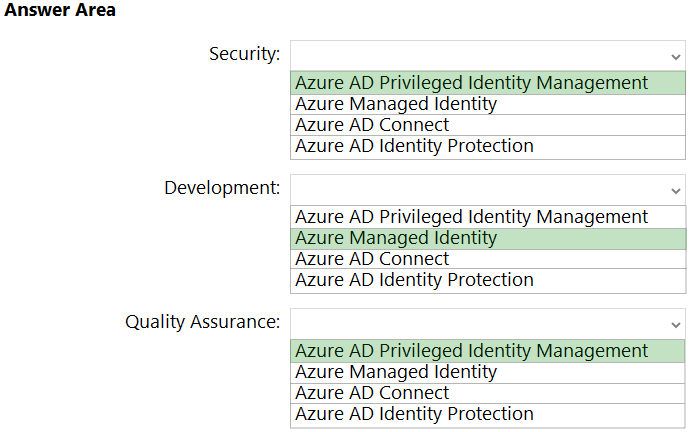 Answer Area
Security:
Azure AD Privileged Identity Management
Azure Managed Identity
Azure AD Connect
Azure AD Identity Protection
Development:
Azure AD Privileged Identity Management
Azure Managed Identity
Azure AD Connect
Azure AD Identity Protection
Quality Assurance:
Azure AD Privileged Identity Management
Azure Managed Identity
Azure AD Connect
Azure AD Identity Protection